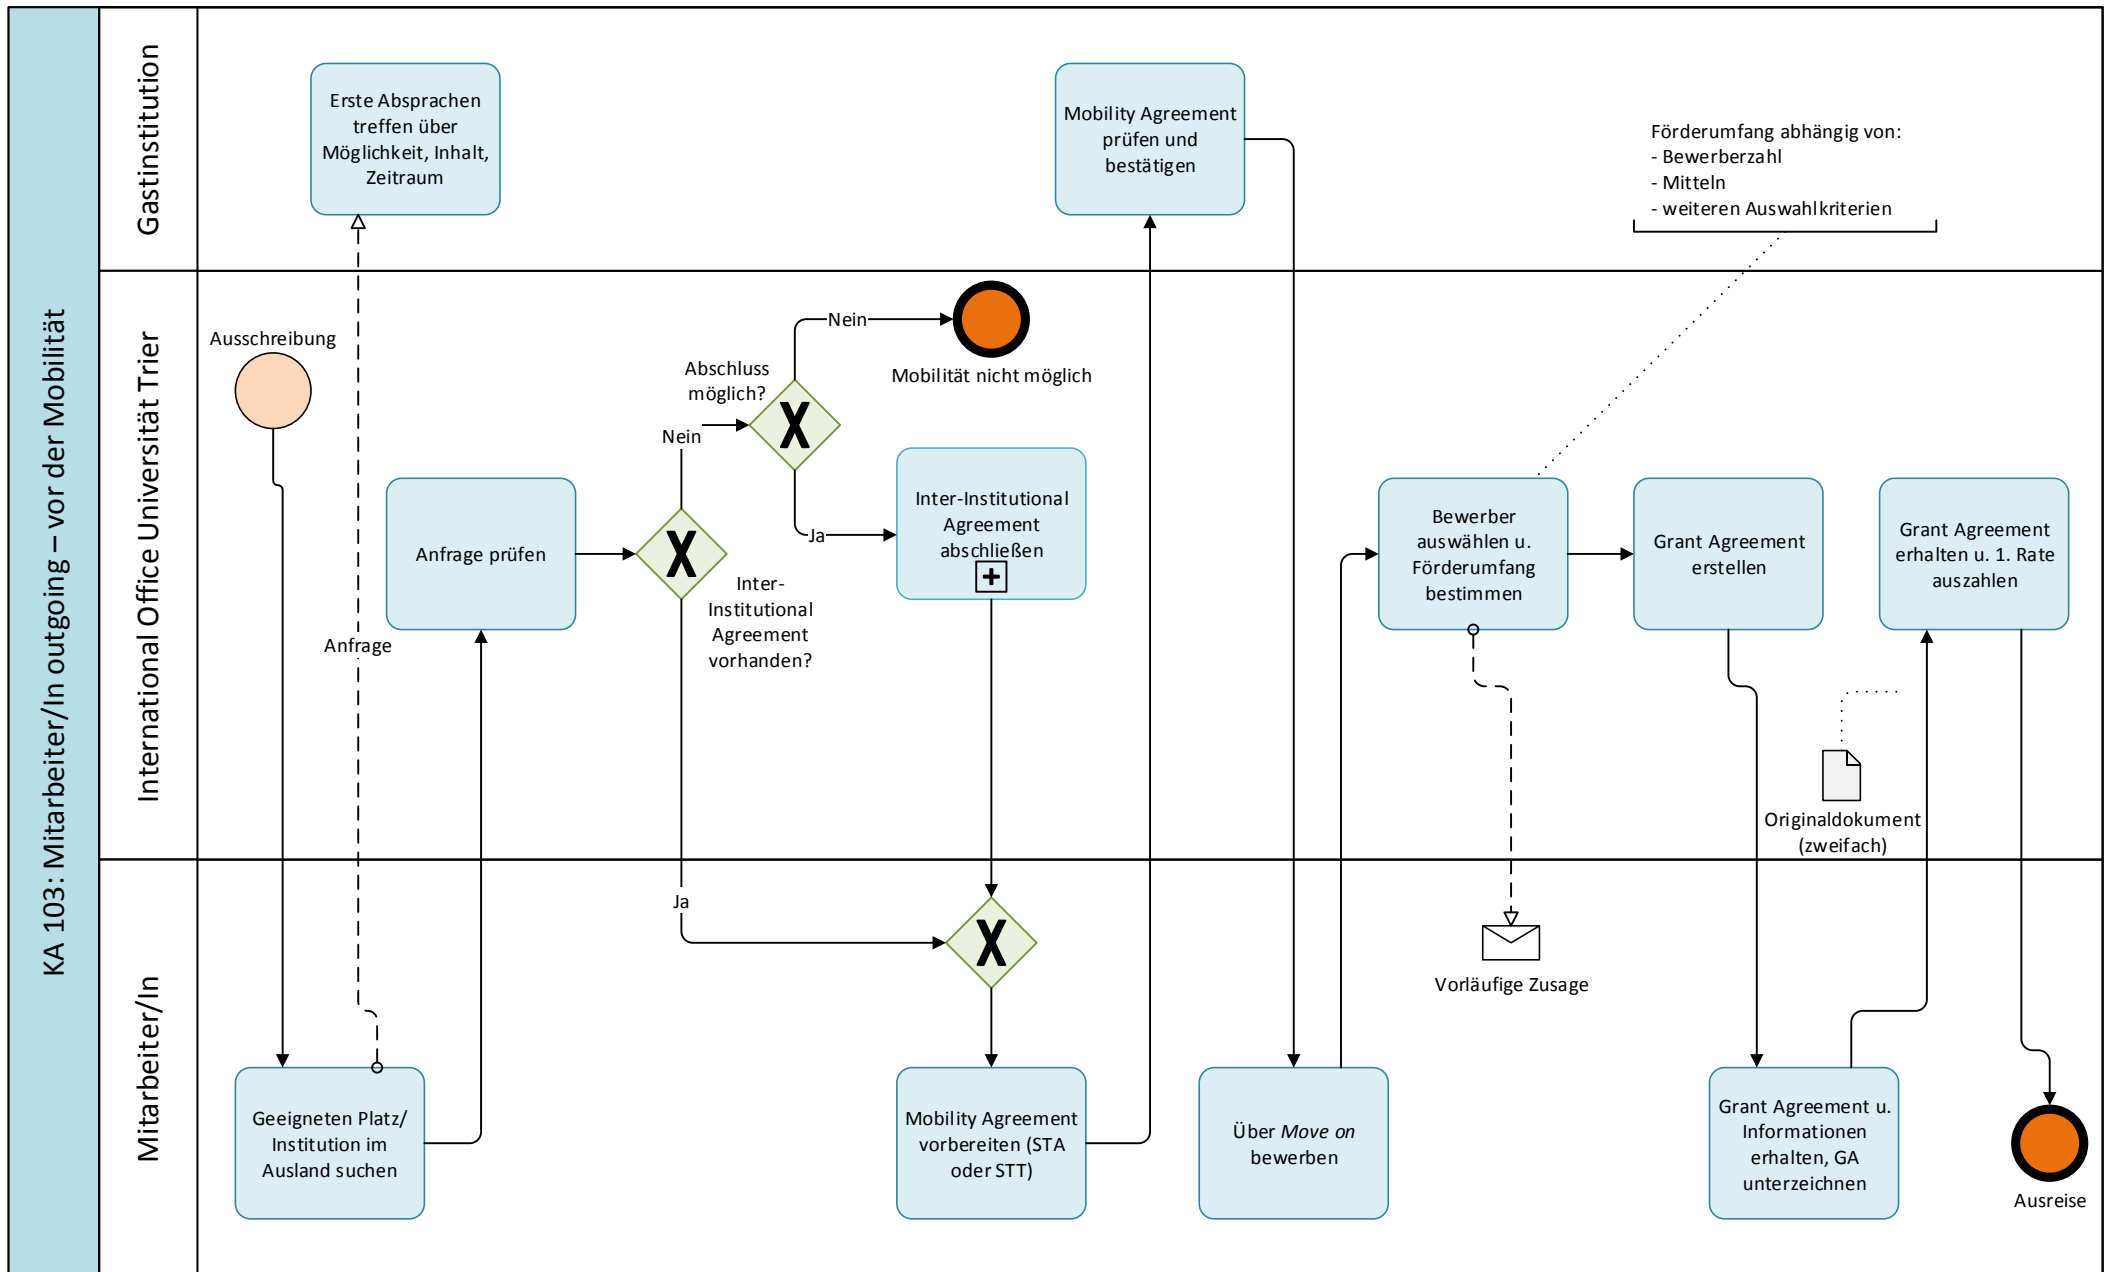 KA 103: Mitarbeiter/In outgoing – vor der Mobilität
Gastinstitution
Erste Absprachen
treffen über
Möglichkeit, Inhalt,
Zeitraum
Mobility Agreement
prüfen und
bestätigen
Förderumfang abhängig von:
- Bewerberzahl
- Mitteln
- weiteren Auswahlkriterien
International Office Universität Trier
Ausschreibung
Anfrage
Anfrage prüfen
Nein
Inter-
Institutional
Agreement
vorhanden?
Abschluss
möglich?
Nein
Mobilität nicht möglich
Ja
Inter-Institutional
Agreement
abschließen
Bewerber
auswählen u.
Förderumfang
bestimmen
Grant Agreement
erstellen
Grant Agreement
erhalten u. 1. Rate
auszahlen
Originaldokument
(zweifach)
Mitarbeiter/In
Ja
Vorläufige Zusage
Geeigneten Platz/
Institution im
Ausland suchen
Mobility Agreement
vorbereiten (STA
oder STT)
Über Move on
bewerben
Grant Agreement u.
Informationen
erhalten, GA
unterzeichnen
Ausreise